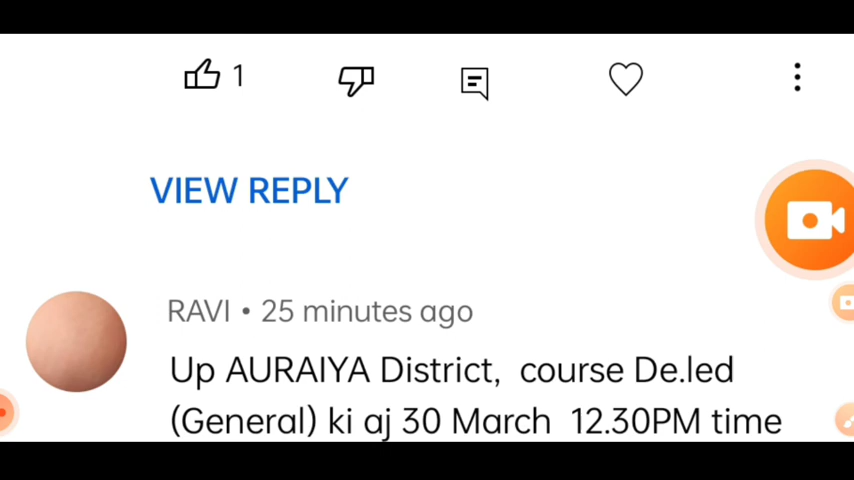 1
VIEW REPLY
RAVI • 25 minutes ago
Up AURAIYA District, course De.led
(General) ki aj 30 March 12.30PM time